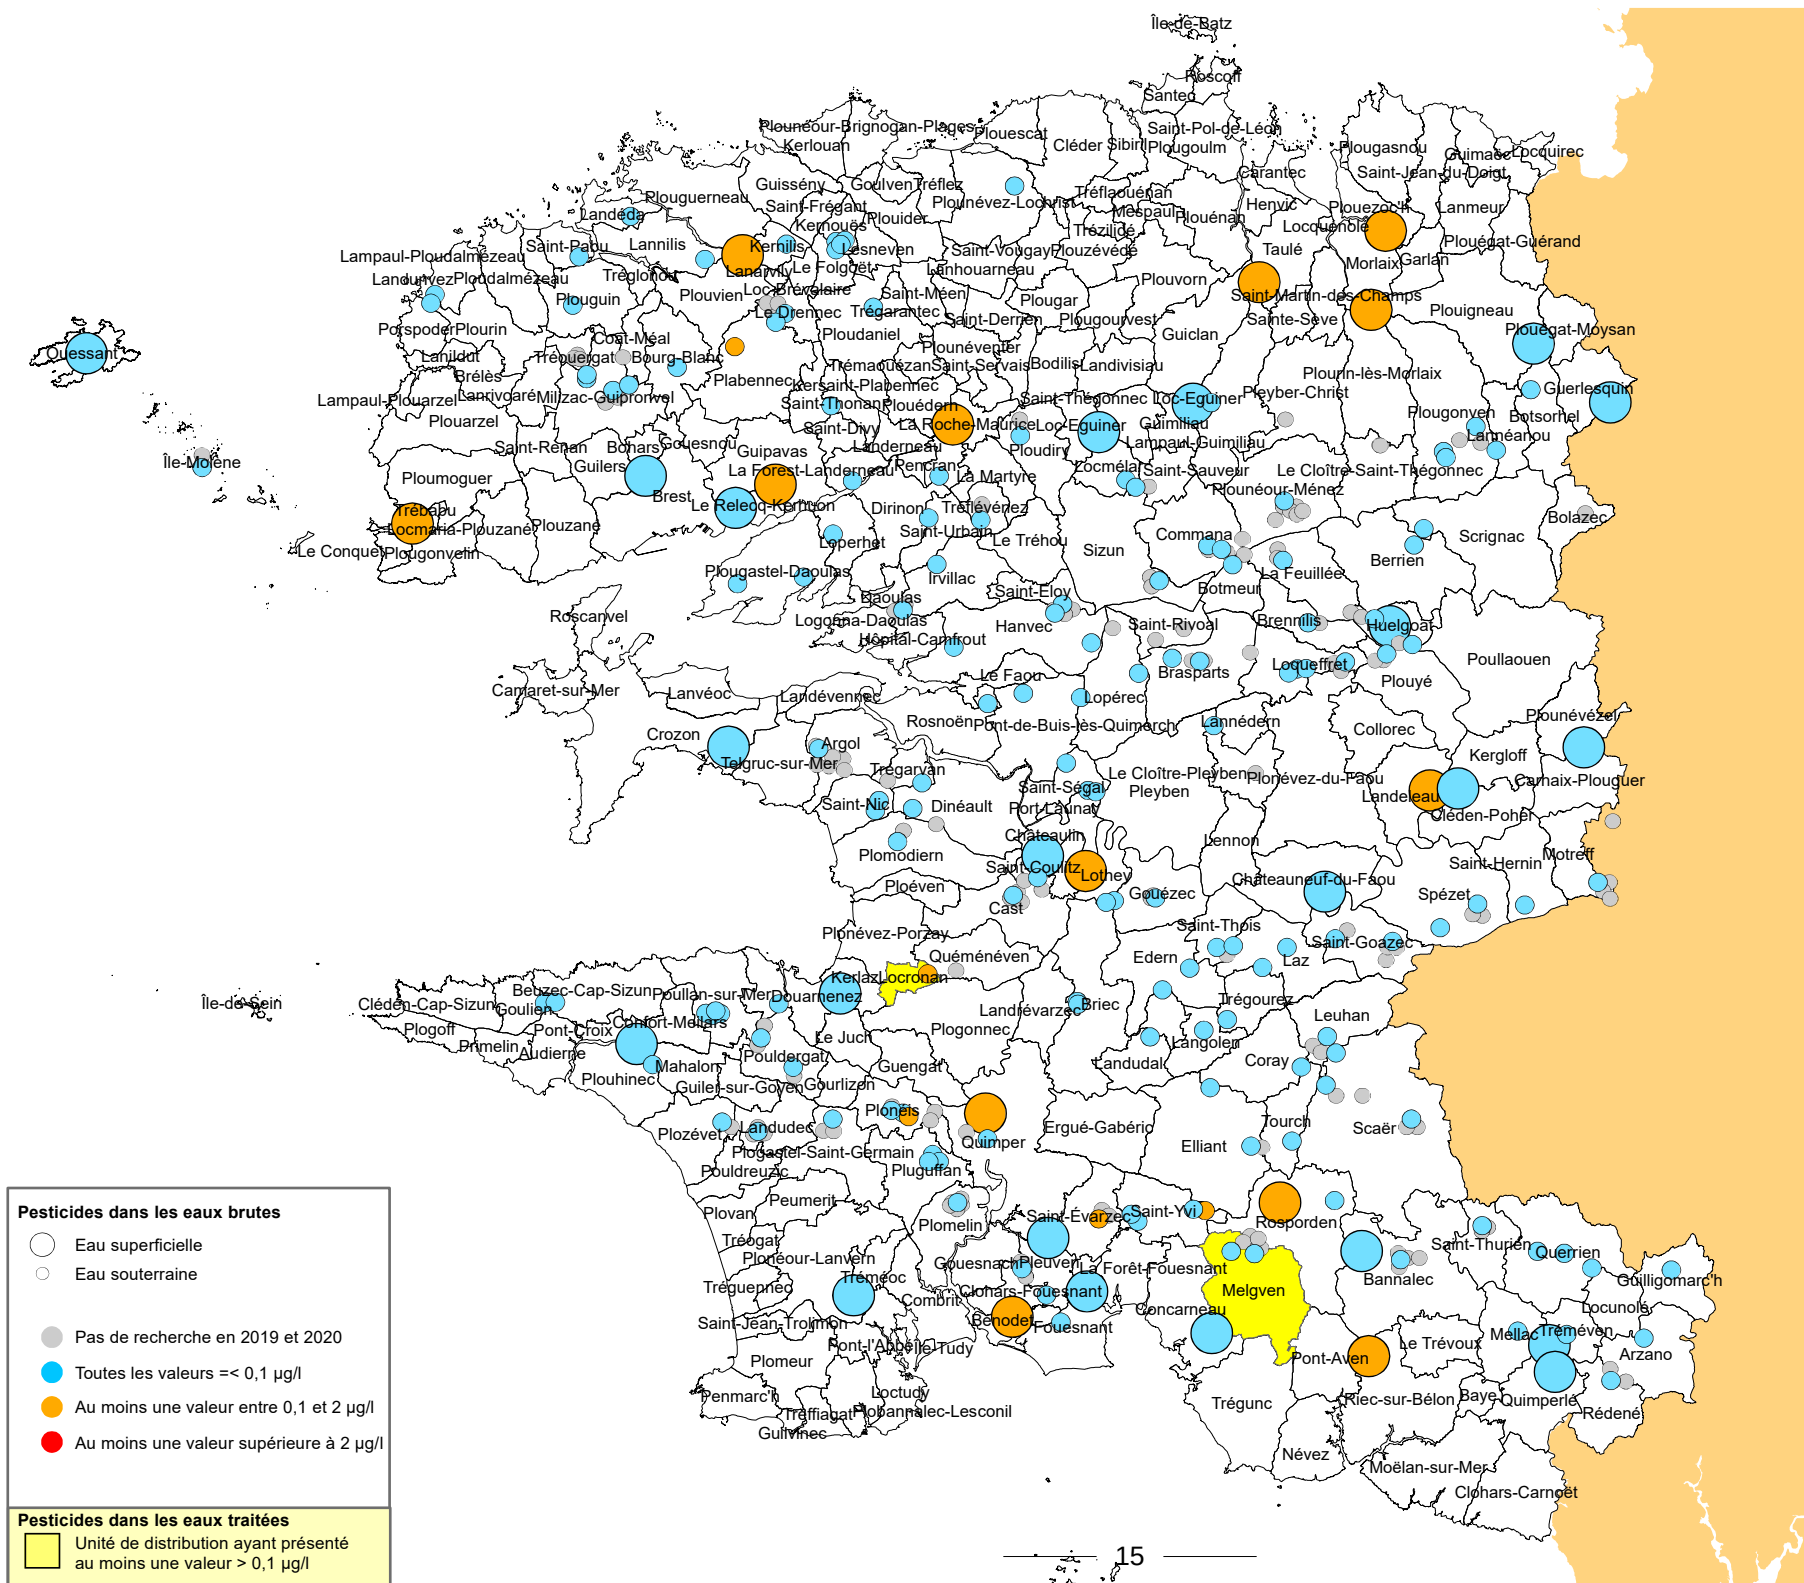 Île-de-Batz
Roscoff
Santec
Plounéour-Brignogan-Plages
Plouescat
Saint-Pol-de-Léon
Kerlouan
Cléder
Sibiril
Plougoulm
Plougasnou
Guimaëc
Locquirec
Carantec
Saint-Jean-du-Doigt
Guissény
Goulven
Tréflez
Plouguerneau
Tréflaouénan
Saint-Frégant
Plounévez-Lochrist
Henvic
Plouezoc'h
Lanmeur
Landéda
Kernouës
Plouider
Mespaul
Plouénan
Locquénolé
Trézilidé
Saint-Pabu
Lannilis
Kernilis
Lesneven
Saint-Vougay
Plouzévédé
Taulé
Plouégat-Guérand
Lampaul-Ploudalmézeau
Garlan
Morlaix
Lanarvily
Le Folgoët
Lanhouarneau
Landunvez
Ploudalmézeau
Tréglonou
Plouvorn
Plouvien
Loc-Brévalaire
Saint-Méen
Saint-Martin-des-Champs
Plouguin
Plougar
Le Drennec
Trégarantec
Saint-Derrien
Plougourvest
Sainte-Sève
Plouigneau
Porspoder
Plourin
Coat-Méal
Ploudaniel
Guiclan
Plouégat-Moysan
Ouessant
Lanildut
Tréouergat
Bourg-Blanc
Plounéventer
Trémaouézan
Saint-Servais
Bodilis
Landivisiau
Brélès
Plabennec
Kersaint-Plabennec
Plourin-lès-Morlaix
Guerlesquin
Lampaul-Plouarzel
Lanrivoaré
Milizac-Guipronvel
Saint-Thonan
Plouédern
Saint-Thégonnec Loc-Eguiner
Pleyber-Christ
Plougonven
Botsorhel
Plouarzel
Saint-Divy
La Roche-Maurice
Loc-Eguiner
Guimiliau
Saint-Renan
Bohars
Gouesnou
Guipavas
Landerneau
Ploudiry
Lampaul-Guimiliau
Lannéanou
Île-Molène
Guilers
La Forest-Landerneau
Pencran
Locmélar
Saint-Sauveur
Le Cloître-Saint-Thégonnec
Ploumoguer
La Martyre
Plounéour-Ménez
Brest
Le Relecq-Kerhuon
Dirinon
Tréflévénez
Trébabu
Locmaria-Plouzané
Plouzané
Saint-Urbain
Bolazec
Le Conquet
Plougonvelin
Loperhet
Le Tréhou
Sizun
Commana
Scrignac
Plougastel-Daoulas
Irvillac
La Feuillée
Berrien
Botmeur
Daoulas
Saint-Eloy
Roscanvel
Logonna-Daoulas
Hanvec
Saint-Rivoal
Brennilis
Huelgoat
Hôpital-Camfrout
Loqueffret
Poullaouen
Camaret-sur-Mer
Lanvéoc
Landévennec
Le Faou
Brasparts
Plouyé
Lopérec
Rosnoën
Pont-de-Buis-lès-Quimerch
Lannédern
Collorec
Plounévézel
Crozon
Argol
Telgruc-sur-Mer
Trégarvan
Le Cloître-Pleyben
Plonévez-du-Faou
Kergloff
Carhaix-Plouguer
Saint-Ségal
Pleyben
Saint-Nic
Dinéault
Port-Launay
Landeleau
Cléden-Poher
Châteaulin
Lennon
Plomodiern
Saint-Coulitz
Lothey
Châteauneuf-du-Faou
Saint-Hernin
Motreff
Ploéven
Gouézec
Spézet
Cast
Saint-Thois
Plonévez-Porzay
Saint-Goazec
Quéménéven
Edern
Laz
Kerlaz
Locronan
Île-de-Sein
Cléden-Cap-Sizun
Beuzec-Cap-Sizun
Poullan-sur-Mer
Douarnenez
Goulien
Landrévarzec
Briec
Trégourez
Plogoff
Pont-Croix
Confort-Meilars
Plogonnec
Leuhan
Primelin
Audierne
Le Juch
Langolen
Mahalon
Pouldergat
Guengat
Landudal
Coray
Plouhinec
Guiler-sur-Goyen
Gourlizon
Plonéis
Plozévet
Landudec
Quimper
Ergué-Gabéric
Tourch
Scaër
Plogastel-Saint-Germain
Elliant
Pouldreuzic
Pluguffan
Peumerit
Plovan
Plomelin
Saint-Évarzec
Saint-Yvi
Rosporden
Tréogat
Plonéour-Lanvern
Saint-Thurien
Querrien
Gouesnach
Pleuven
La Forêt-Fouesnant
Bannalec
Guilligomarc'h
Tréguennec
Tréméoc
Clohars-Fouesnant
Melgven
Combrit
Concarneau
Locunolé
Saint-Jean-Trolimon
Bénodet
Fouesnant
Mellac
Tréméven
Pont-l'Abbé
Île-Tudy
Pont-Aven
Le Trévoux
Arzano
Plomeur
Penmarc'h
Loctudy
Riec-sur-Bélon
Baye
Quimperlé
Trégunc
Rédené
Treffiagat
Plobannalec-Lesconil
Guilvinec
Névez
Moëlan-sur-Mer
Clohars-Carnoët
Pesticides dans les eaux brutes
Eau superficielle
Eau souterraine
Pas de recherche en 2019 et 2020
Toutes les valeurs =< 0,1 µg/l
Au moins une valeur entre 0,1 et 2 µg/l
Au moins une valeur supérieure à 2 µg/l
Pesticides dans les eaux traitées
Unité de distribution ayant présenté
au moins une valeur > 0,1 µg/l
15